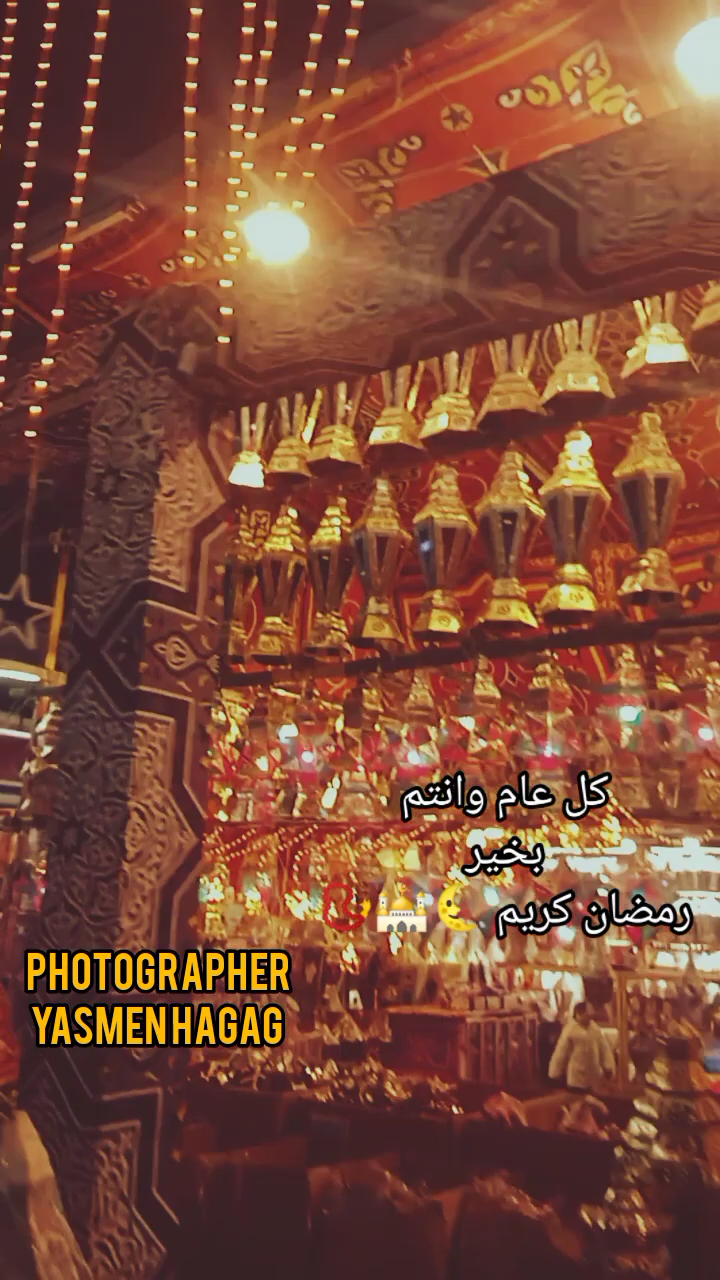 كل عام وانتم
بخير
رمضان كريم 🌜🕌📿
PHOTOGRAPHER
YASMEN HAGAG